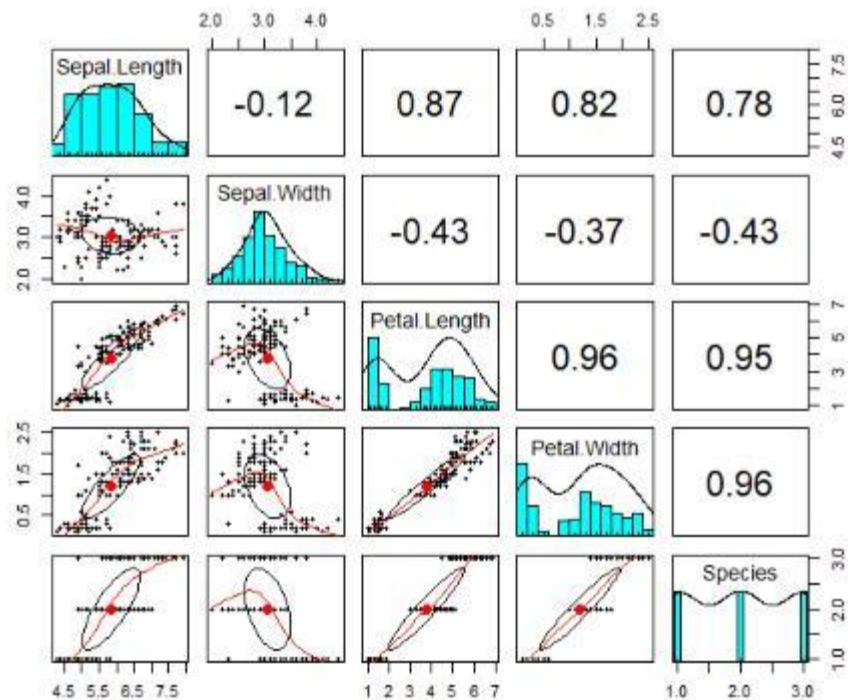 2.0 3.0 4.0 0.5 1.5 2.5
Sepal.Length -0.12 0.87 0.82 0.78
4.5 6.0 7.5
2.0 3.0 4.0
Sepal.Width -0.43 -0.37 -0.43
Petal.Length 0.96 0.95
1 3 5 7
0.5 1.5 2.5
Petal.Width 0.96
Species
1.0 2.0 3.0
4.5 5.5 6.5 7.5 1 2 3 4 5 6 7 1.0 2.0 3.0